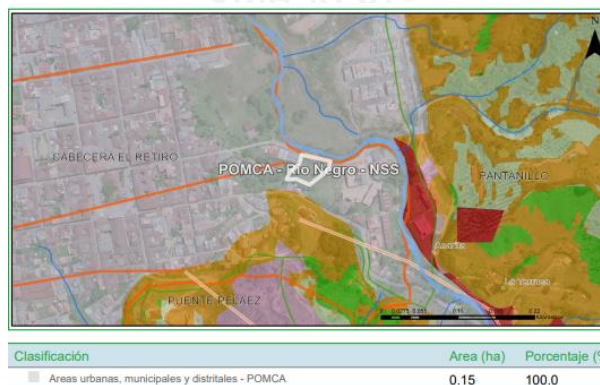 N
CABECERA EL RETIRO
POMCA - Río Negro - NSS
PANTANILLO
PUENTE PELÁEZ
Clasificación Area (ha) Porcentaje (%
Areas urbanas, municipales y distritales - POMCA 0.15 100.0